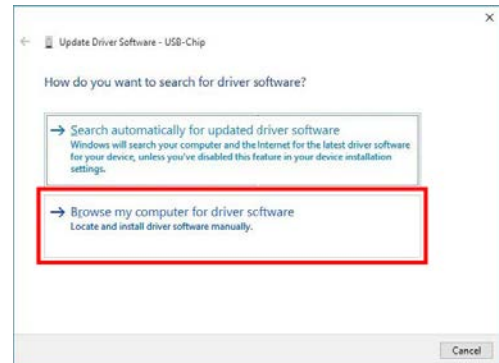 Update Driver Software - USB-Chip
How do you want to search for driver software?
Search automatically for updated driver software
Windows will search your computer and the Internet for the latest driver software
for your device, unless you've disabled this feature in your device installation
settings.
Browse my computer for driver software
Locate and install driver software manually.
Cancel